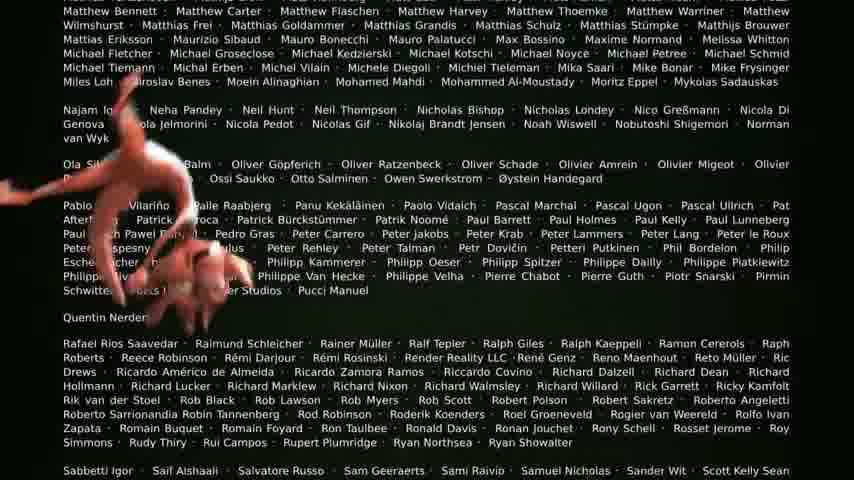 Matthew Bennett · Matthew Carter · Matthew Flaschen · Matthew Harvey · Matthew Thoemke · Matthew Warriner · Matthew
Wilmshurst · Matthias Frei · Matthias Goldammer · Matthias Grandis · Matthias Schulz · Matthias Stümpke · Matthijs Brouwer
Mattias Eriksson · Maurizio Sibaud · Mauro Bonecchi · Mauro Palatucci · Max Bossino · Maxime Normand · Melissa Whitton
Michael Fletcher · Michael Groseclose · Michael Kedzierski · Michael Kotschi · Michael Noyce · Michael Petree · Michael Schmid
Michael Tiemann · Michal Erben · Michel Vilain · Michele Diegoli · Michiel Tieleman · Mika Saari · Mike Bonar · Mike Frysinger
Miles Loh · Moein Alinaghian · Mohamed Mahdi · Mohammed Al-Moustady · Moritz Eppel · Mykolas Sadauskas
Najam · Neha Pandey · Neil Hunt · Neil Thompson · Nicholas Bishop · Nicholas Londey · Nico Greßmann · Nicola Di
Genova · Jelmorini · Nicola Pedot · Nicolas Gif · Nikolaj Brandt Jensen · Noah Wiswell · Nobutoshi Shigemori · Norman
van Wyk
Ola · Balm · Oliver Göpferich · Oliver Ratzenbeck · Oliver Schade · Olivier Amrein · Olivier Migeot · Olivier
· Ossi Saukko · Otto Salminen · Owen Swerkstrom · Øystein Handegard
Pablo Vilariño · Palle Raabjerg · Panu Kekäläinen · Paolo Vidaich · Pascal Marchal · Pascal Ugon · Pascal Ullrich · Pat
Patrick · Patrick Bürckstümmer · Patrik Noomé · Paul Barrett · Paul Holmes · Paul Kelly · Paul Lunneberg
Paul Pawel · Pedro Gras · Peter Carrero · Peter Jakobs · Peter Krab · Peter Lammers · Peter Lang · Peter le Roux
Peter · Peter Rehley · Peter Talman · Petr Dovičin · Petteri Putkinen · Phil Bordelon · Philip
· Philipp Kammerer · Philipp Oeser · Philipp Spitzer · Philippe Dailly · Philippe Piatkiewitz
Philippe · Philippe Van Hecke · Philippe Velha · Pierre Chabot · Pierre Guth · Piotr Snarski · Pirmin
Studios · Pucci Manuel
Quentin
Rafael Rios Saavedar · Raimund Schleicher · Rainer Müller · Ralf Tepler · Ralph Giles · Ralph Kaeppeli · Ramon Cererols · Raph
Roberts · Reece Robinson · Rémi Darjour · Rémi Rosinski · Render Reality LLC · René Genz · Reno Maenhout · Reto Müller · Ric
Drews · Ricardo Américo de Almeida · Ricardo Zamora Ramos · Riccardo Covino · Richard Dalzell · Richard Dean · Richard
Hollmann · Richard Lucker · Richard Marklew · Richard Nixon · Richard Walmsley · Richard Willard · Rick Garrett · Ricky Kamfolt
Rik van der Stoel · Rob Black · Rob Lawson · Rob Myers · Rob Scott · Robert Polson · Robert Sakretz · Roberto Angeletti
Roberto Sarrionandia Robin Tannenberg · Rod Robinson · Roderik Koenders · Roel Groeneveld · Rogier van Weereld · Rolfo Ivan
Zapata · Romain Buquet · Romain Foyard · Ron Taulbee · Ronald Davis · Ronan Jouchet · Rony Schell · Rosset Jerome · Roy
Simmons · Rudy Thiry · Rui Campos · Rupert Plumridge · Ryan Northsea · Ryan Showalter
Sabbetti Igor · Saif Alshaali · Salvatore Russo · Sam Geeraerts · Sami Raivio · Samuel Nicholas · Sander Wit · Scott Kelly Sean